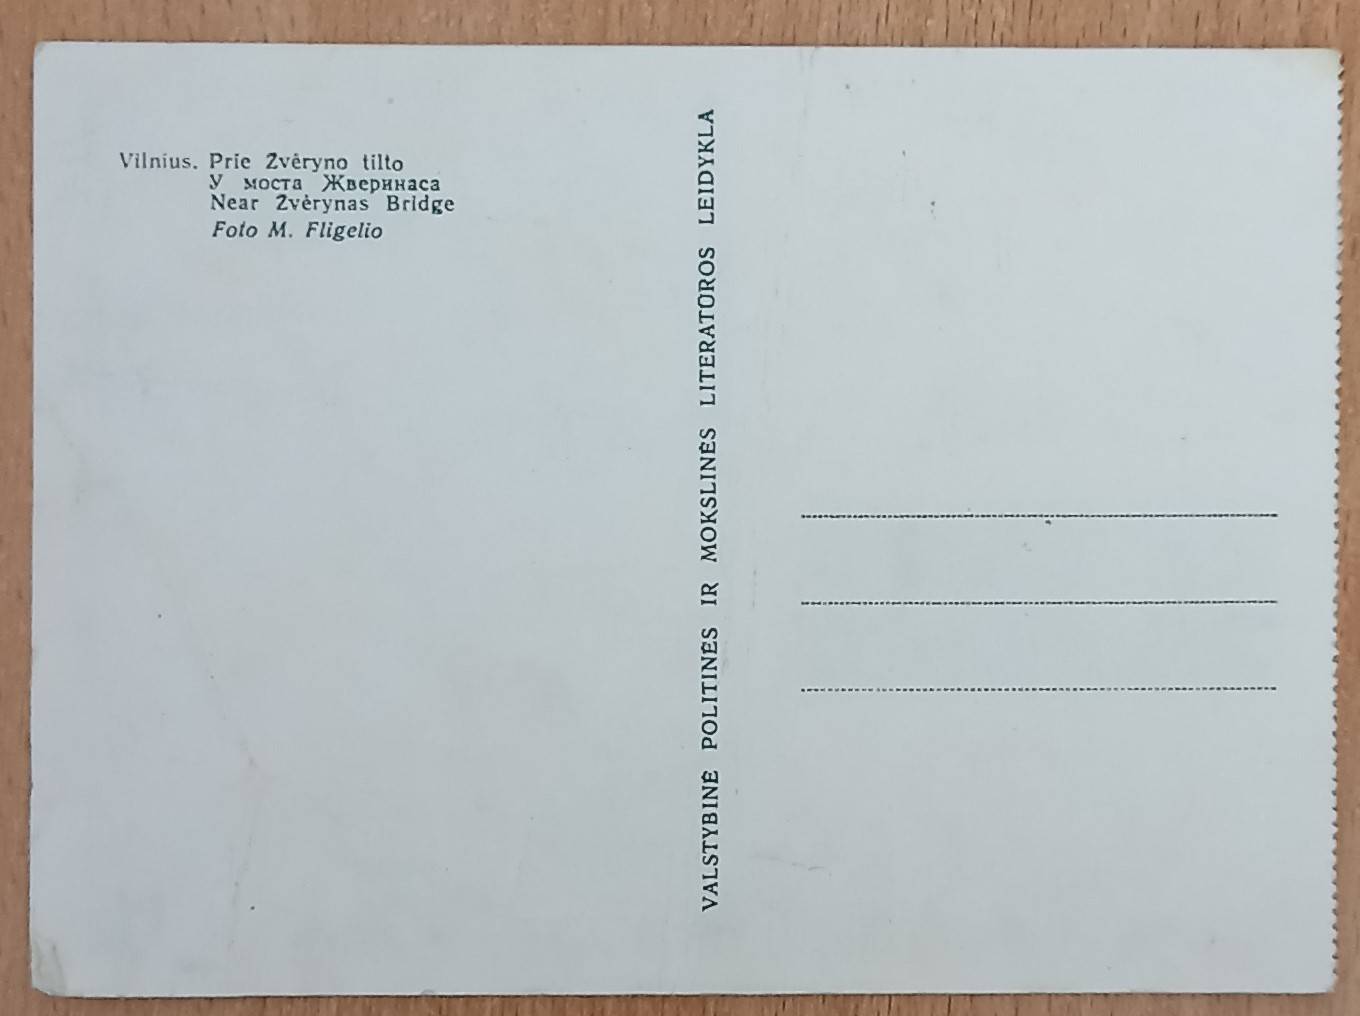 Vilnius. Prie Žvėryno tilto
У моста Жверинаса
Near Žvėrynas Bridge
Foto M. Fligelio
VALSTYBINĖ POLITINĖS IR MOKSLINĖS LITERATŪROS LEIDYKLA